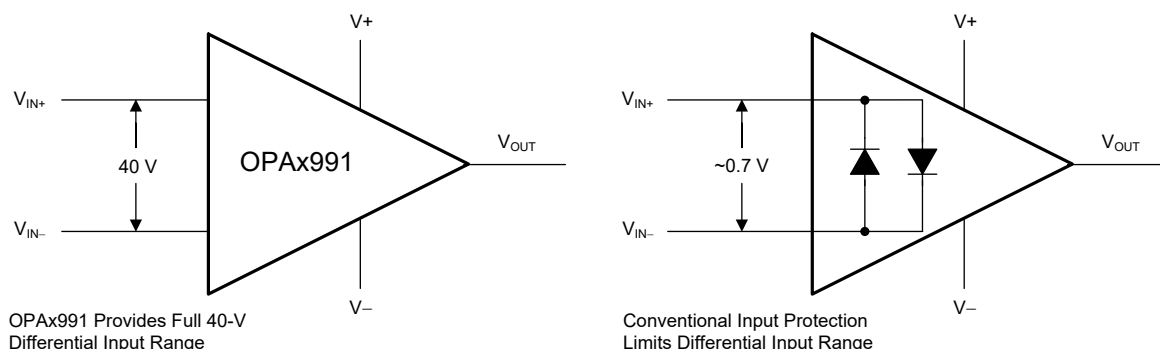 V+
VIN+
40 V
OPAx991
VOUT
VIN–
V–
OPAx991 Provides Full 40-V
Differential Input Range
V+
VIN+
~0.7 V
VOUT
VIN–
V–
Conventional Input Protection
Limits Differential Input Range